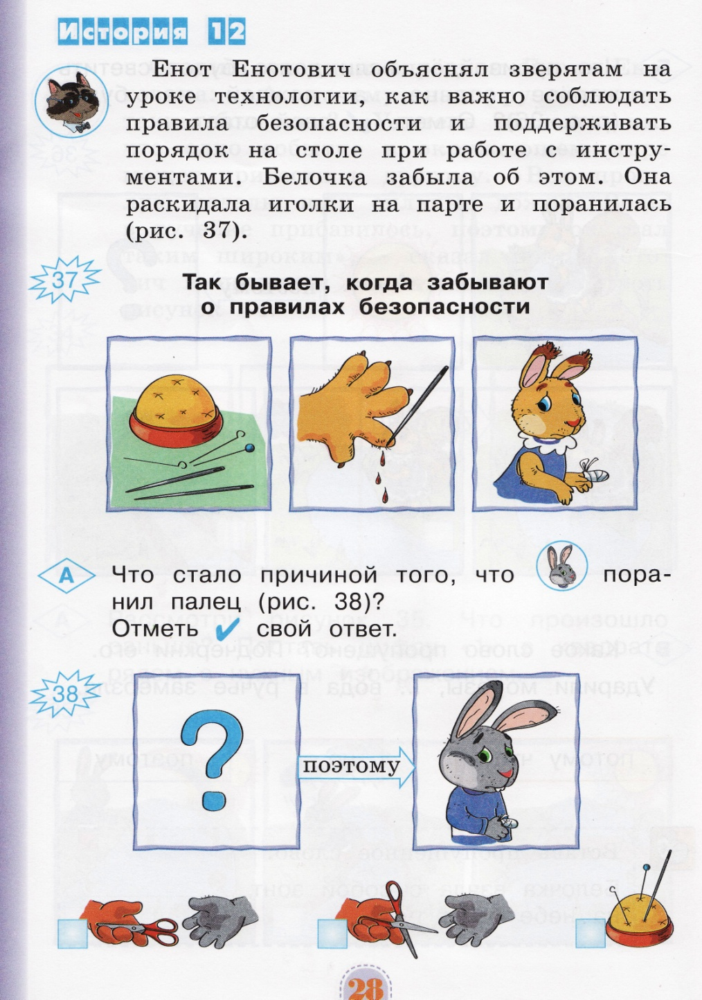 История 12
Енот Енотович объяснял зверятам на
уроке технологии, как важно соблюдать
правила безопасности и поддерживать
порядок на столе при работе с инстру-
ментами. Белочка забыла об этом. Она
раскидала иголки на парте и поранилась
(рис. 37).
37
Так бывает, когда забывают
о правилах безопасности
А
Что стало причиной того, что пора-
нил палец (рис. 38)?
Отметь свой ответ.
38
?
поэтому
28